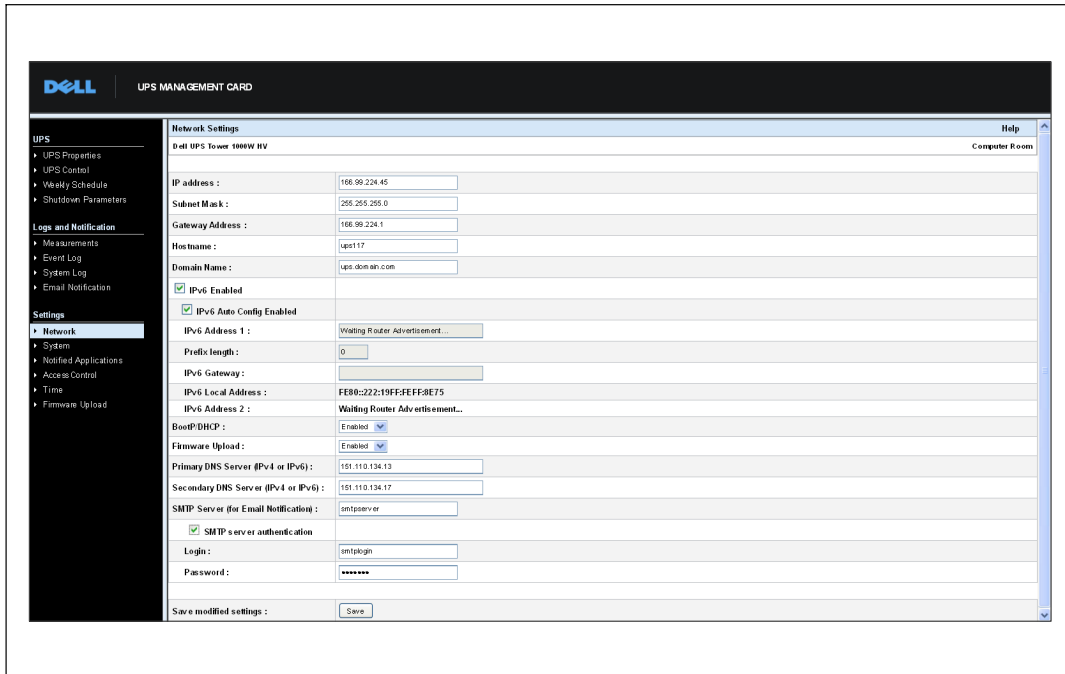 DELL
UPS MANAGEMENT CARD
UPS
UPS Properties
UPS Control
Weekly Schedule
Shutdown Parameters
Logs and Notification
Measurements
Event Log
System Log
Email Notification
Settings
Network
System
Notified Applications
Access Control
Time
Firmware Upload
Network Settings Help
Dell UPS Tower 1000W HV Computer Room
IP address : 166.99.224.45
Subnet Mask : 255.255.255.0
Gateway Address : 166.99.224.1
Hostname : ups117
Domain Name : ups.domain.com
IPv6 Enabled
IPv6 Auto Config Enabled
IPv6 Address 1 : Waiting Router Advertisement...
Prefix length : 0
IPv6 Gateway :
IPv6 Local Address : FE80::222:19FF:FEFF:8E75
IPv6 Address 2 : Waiting Router Advertisement...
BootP/DHCP : Enabled
Firmware Upload : Enabled
Primary DNS Server (IPv4 or IPv6) : 151.110.134.13
Secondary DNS Server (IPv4 or IPv6) : 151.110.134.17
SMTP Server (for Email Notification) : smtpserver
SMTP server authentication
Login : smtplogin
Password : •••••••
Save modified settings : Save